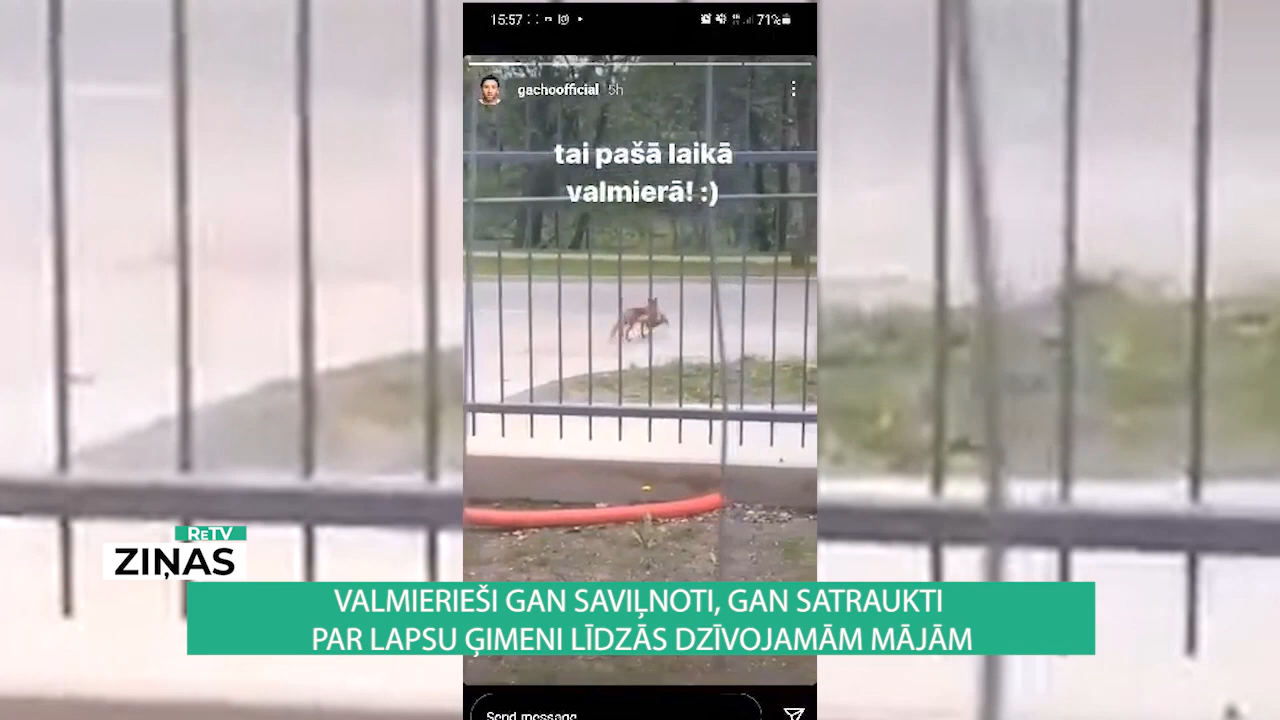 15:57
71%
gachoofficial 5h
tai pašā laikā
valmierā! :)
ReTV
ZIŅAS
VALMIERIEŠI GAN SAVIĻŅOTI, GAN SATRAUKTI
PAR LAPSU ĢIMENI LĪDZĀS DZĪVOJAMĀM MĀJĀM
Send message